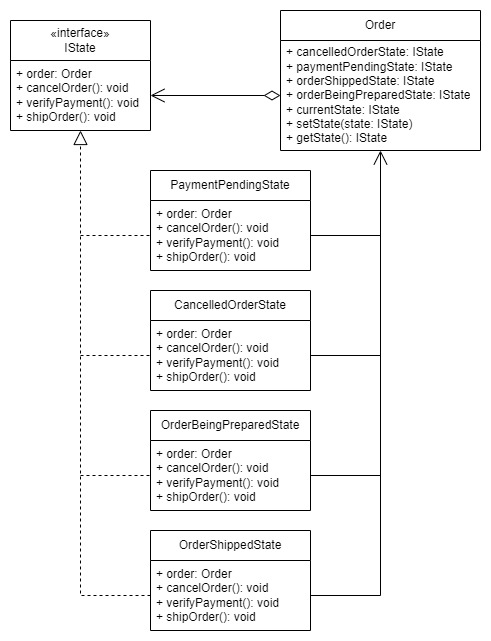 «interface»
IState
+ order: Order
+ cancelOrder(): void
+ verifyPayment(): void
+ shipOrder(): void
Order
+ cancelledOrderState: IState
+ paymentPendingState: IState
+ orderShippedState: IState
+ orderBeingPreparedState: IState
+ currentState: IState
+ setState(state: IState)
+ getState(): IState
PaymentPendingState
+ order: Order
+ cancelOrder(): void
+ verifyPayment(): void
+ shipOrder(): void
CancelledOrderState
+ order: Order
+ cancelOrder(): void
+ verifyPayment(): void
+ shipOrder(): void
OrderBeingPreparedState
+ order: Order
+ cancelOrder(): void
+ verifyPayment(): void
+ shipOrder(): void
OrderShippedState
+ order: Order
+ cancelOrder(): void
+ verifyPayment(): void
+ shipOrder(): void